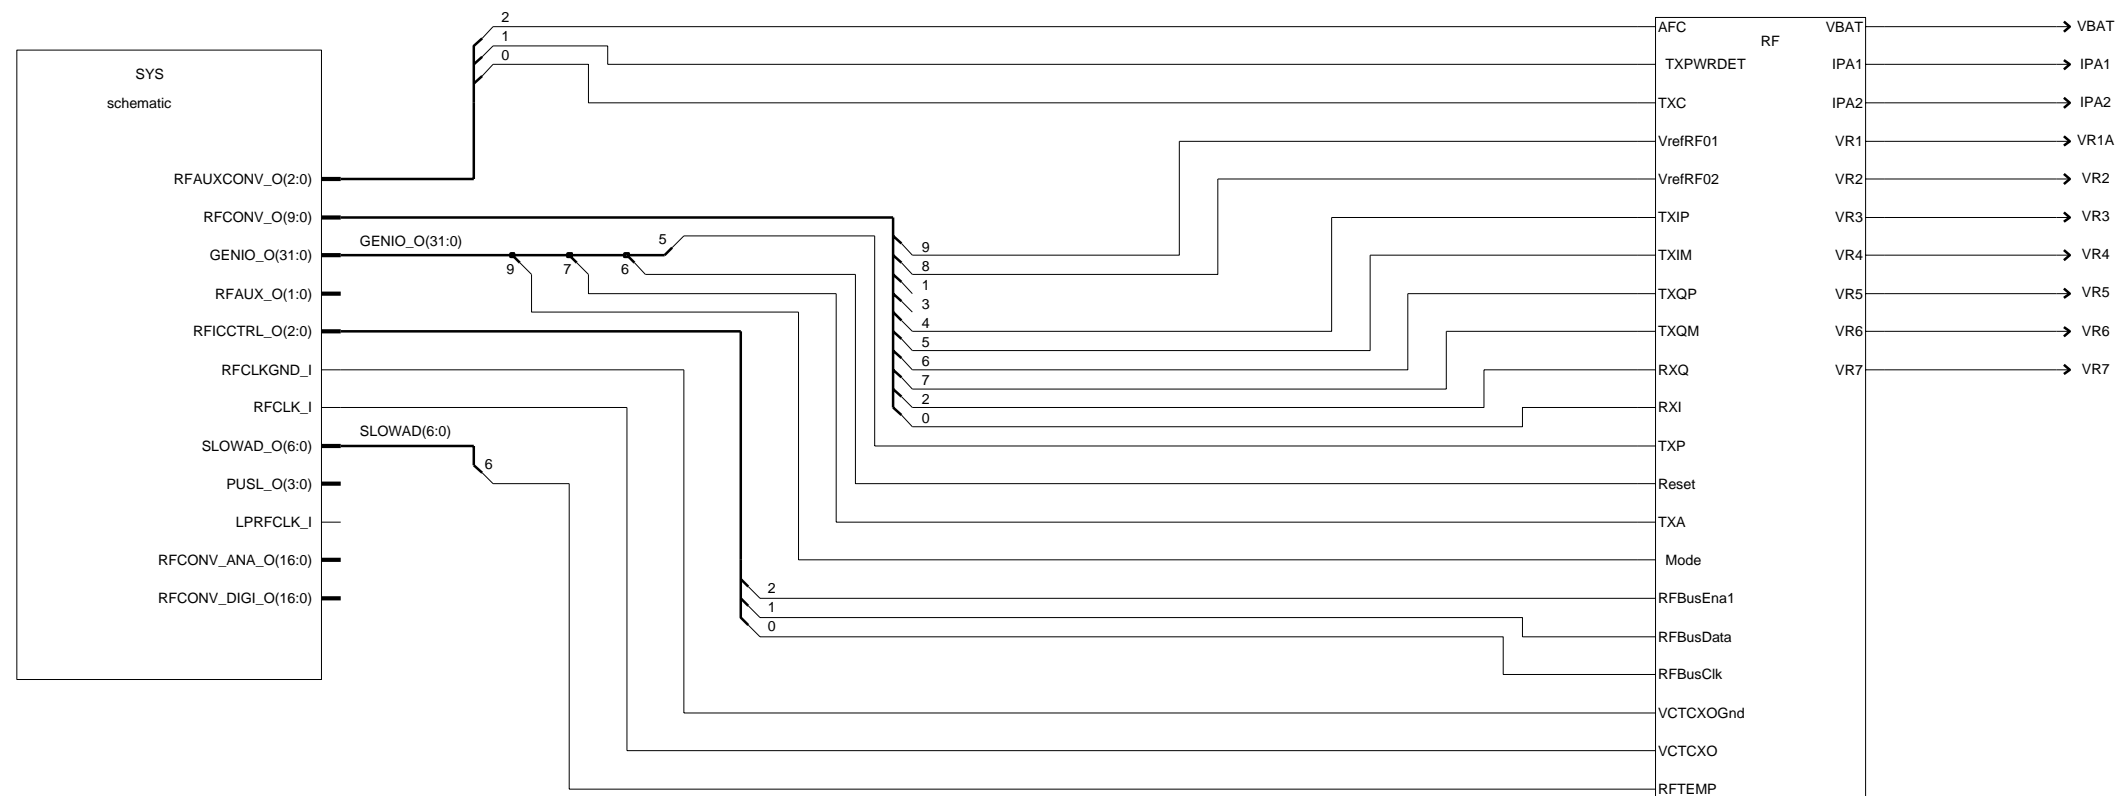 SYS
schematic
RFAUXCONV_O(2:0)
RFCONV_O(9:0)
GENIO_O(31:0)
RFAUX_O(1:0)
RFICCTRL_O(2:0)
RFCLKGND_I
RFCLK_I
SLOWAD_O(6:0)
PUSL_O(3:0)
LPRFCLK_I
RFCONV_ANA_O(16:0)
RFCONV_DIGI_O(16:0)
2
1
0
GENIO_O(31:0)
9
7
6
5
SLOWAD(6:0)
6
9
8
1
3
4
5
6
7
2
0
2
1
0
RF
AFC
TXPWRDET
TXC
VrefRF01
VrefRF02
TXIP
TXIM
TXQP
TXQM
RXQ
RXI
TXP
Reset
TXA
Mode
RFBusEna1
RFBusData
RFBusClk
VCTCXOGnd
VCTCXO
RFTEMP
VBAT
IPA1
IPA2
VR1
VR2
VR3
VR4
VR5
VR6
VR7
VBAT
IPA1
IPA2
VR1A
VR2
VR3
VR4
VR5
VR6
VR7